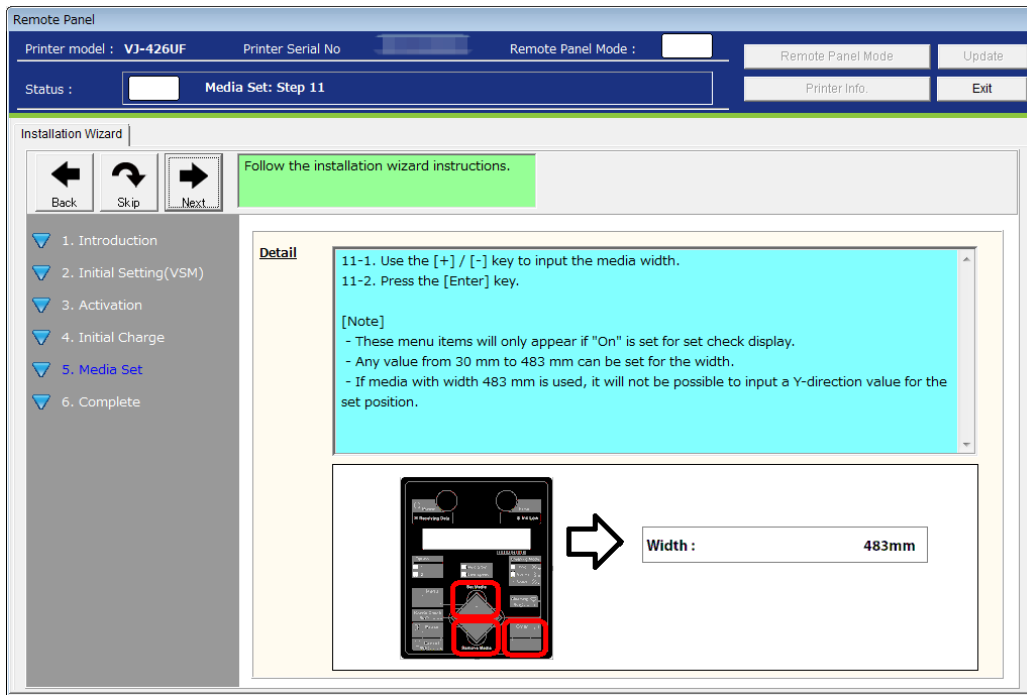 Remote Panel
Printer model : VJ-426UF Printer Serial No Remote Panel Mode :
Remote Panel Mode Update
Status : Media Set: Step 11
Printer Info. Exit
Installation Wizard
Back Skip Next
Follow the installation wizard instructions.
1. Introduction
2. Initial Setting(VSM)
3. Activation
4. Initial Charge
5. Media Set
6. Complete
Detail
11-1. Use the [+] / [-] key to input the media width.
11-2. Press the [Enter] key.
[Note]
- These menu items will only appear if "On" is set for set check display.
- Any value from 30 mm to 483 mm can be set for the width.
- If media with width 483 mm is used, it will not be possible to input a Y-direction value for the
set position.
Width : 483mm